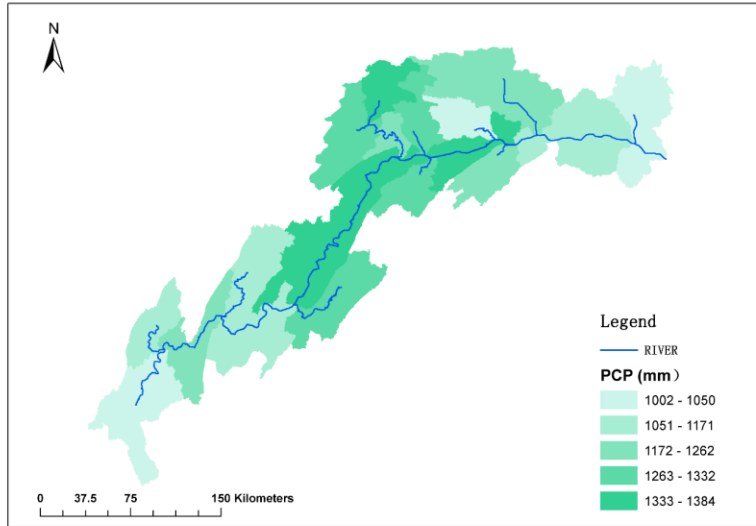 N
Legend
RIVER
PCP (mm）
1002 - 1050
1051 - 1171
1172 - 1262
1263 - 1332
1333 - 1384
0 37.5 75 150 Kilometers